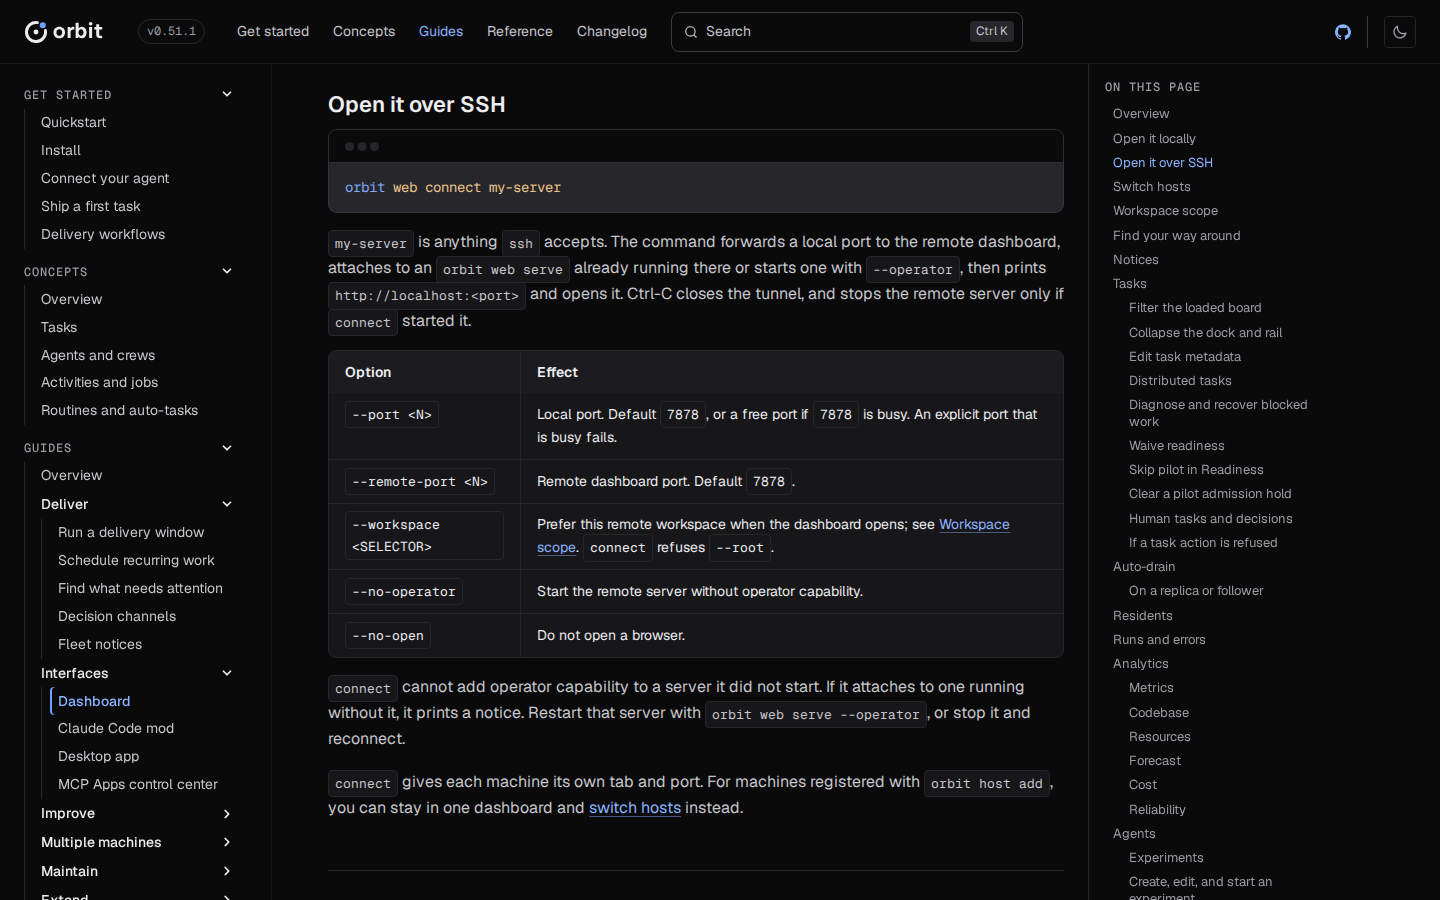 orbit
v0.51.1
Get started
Concepts
Guides
Reference
Changelog
Search
Ctrl K
GET STARTED
Quickstart
Install
Connect your agent
Ship a first task
Delivery workflows
CONCEPTS
Overview
Tasks
Agents and crews
Activities and jobs
Routines and auto-tasks
GUIDES
Overview
Deliver
Run a delivery window
Schedule recurring work
Find what needs attention
Decision channels
Fleet notices
Interfaces
Dashboard
Claude Code mod
Desktop app
MCP Apps control center
Improve
Multiple machines
Maintain
Extend
Open it over SSH
orbit web connect my-server
my-server is anything ssh accepts. The command forwards a local port to the remote dashboard,
attaches to an orbit web serve already running there or starts one with --operator, then prints
http://localhost:<port> and opens it. Ctrl-C closes the tunnel, and stops the remote server only if
connect started it.
Option
Effect
--port <N>
Local port. Default 7878, or a free port if 7878 is busy. An explicit port that
is busy fails.
--remote-port <N>
Remote dashboard port. Default 7878.
--workspace
<SELECTOR>
Prefer this remote workspace when the dashboard opens; see Workspace
scope. connect refuses --root.
--no-operator
Start the remote server without operator capability.
--no-open
Do not open a browser.
connect cannot add operator capability to a server it did not start. If it attaches to one running
without it, it prints a notice. Restart that server with orbit web serve --operator, or stop it and
reconnect.
connect gives each machine its own tab and port. For machines registered with orbit host add,
you can stay in one dashboard and switch hosts instead.
ON THIS PAGE
Overview
Open it locally
Open it over SSH
Switch hosts
Workspace scope
Find your way around
Notices
Tasks
Filter the loaded board
Collapse the dock and rail
Edit task metadata
Distributed tasks
Diagnose and recover blocked
work
Waive readiness
Skip pilot in Readiness
Clear a pilot admission hold
Human tasks and decisions
If a task action is refused
Auto-drain
On a replica or follower
Residents
Runs and errors
Analytics
Metrics
Codebase
Resources
Forecast
Cost
Reliability
Agents
Experiments
Create, edit, and start an
experiment